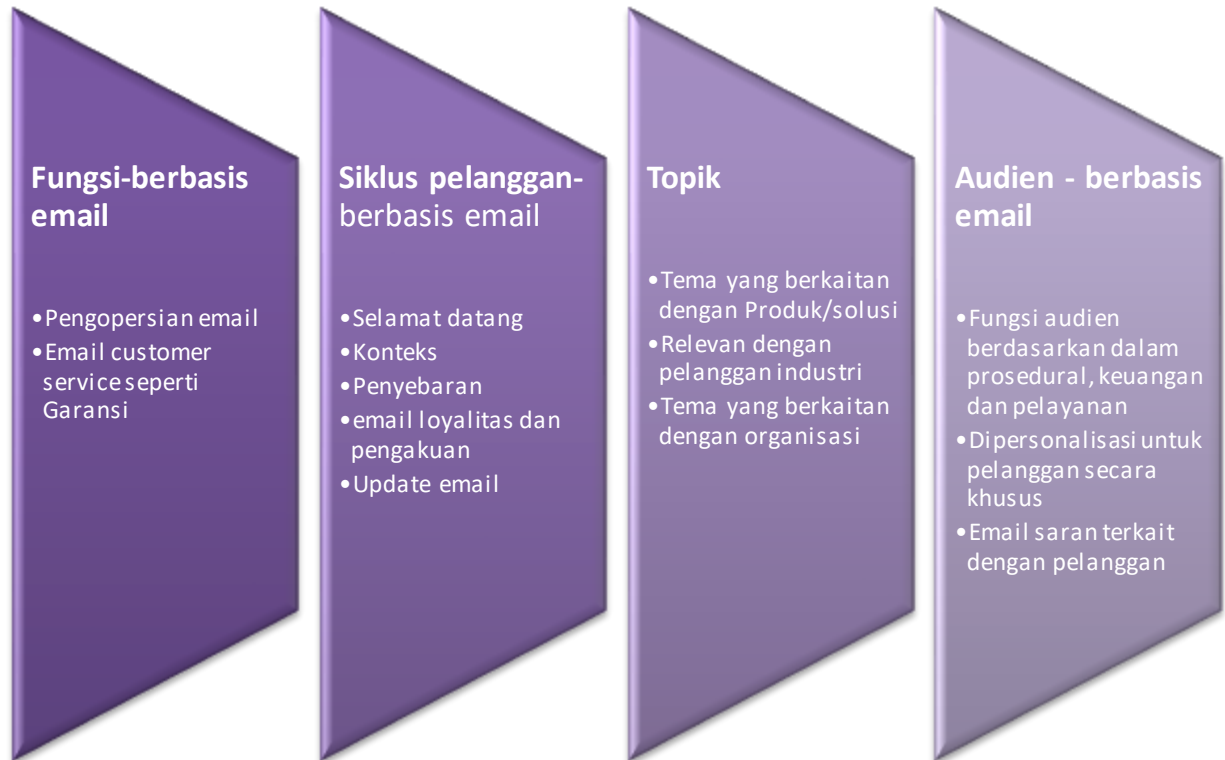 Fungsi-berbasis
email
•Pengopersian email
•Email customer
service seperti
Garansi
Siklus pelanggan-
berbasis email
•Selamat datang
•Konteks
•Penyebaran
•email loyalitas dan
pengakuan
•Update email
Topik
•Tema yang berkaitan
dengan Produk/solusi
•Relevan dengan
pelanggan industri
•Tema yang berkaitan
dengan organisasi
Audien - berbasis
email
•Fungsi audien
berdasarkan dalam
prosedural, keuangan
dan pelayanan
•Dipersonalisasi untuk
pelanggan secara
khusus
•Email saran terkait
dengan pelanggan